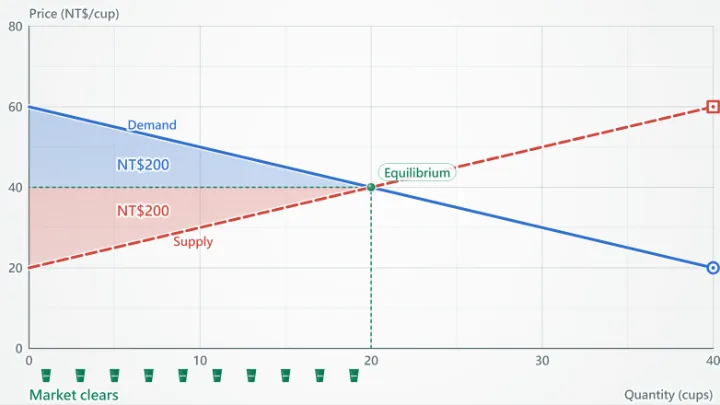 Price (NT$/cup)
80
60
Demand
NT$200
Equilibrium
40
NT$200
Supply
20
0
0 10 20 30 40
Market clears
Quantity (cups)